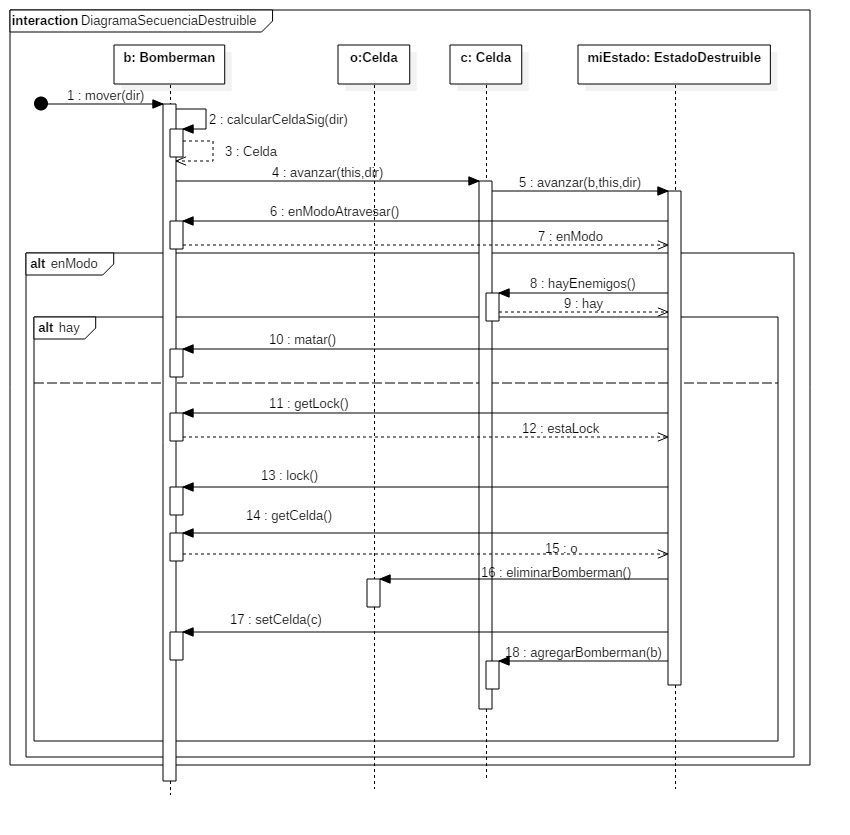 interaction DiagramaSecuenciaDestruible
b: Bomberman
o:Celda
c: Celda
miEstado: EstadoDestruible
1 : mover(dir)
2 : calcularCeldaSig(dir)
3 : Celda
4 : avanzar(this,dir)
5 : avanzar(b,this,dir)
6 : enModoAtravesar()
7 : enModo
alt enModo
8 : hayEnemigos()
9 : hay
alt hay
10 : matar()
11 : getLock()
12 : estaLock
13 : lock()
14 : getCelda()
15 : o
16 : eliminarBomberman()
17 : setCelda(c)
18 : agregarBomberman(b)